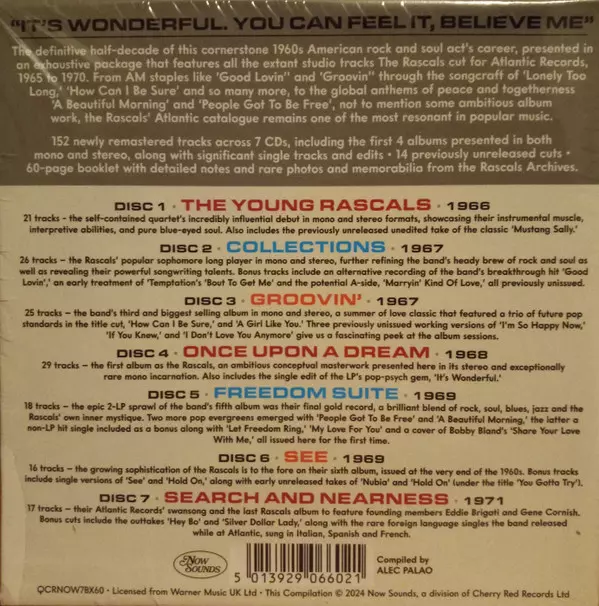 "IT'S WONDERFUL. YOU CAN FEEL IT, BELIEVE ME"
The definitive half-decade of this cornerstone 1960s American rock and soul act's career, presented in
an exhaustive package that features all the extant studio tracks The Rascals cut for Atlantic Records,
1965 to 1970. From AM staples like 'Good Lovin'' and 'Groovin'' through the songcraft of 'Lonely Too
Long,' 'How Can I Be Sure' and so many more, to the global anthems of peace and togetherness
'A Beautiful Morning' and 'People Got To Be Free', not to mention some ambitious album
work, the Rascals' Atlantic catalogue remains one of the most resonant in popular music.
152 newly remastered tracks across 7 CDs, including the first 4 albums presented in both
mono and stereo, along with significant single tracks and edits • 14 previously unreleased cuts •
60-page booklet with detailed notes and rare photos and memorabilia from the Rascals Archives.
DISC 1 • THE YOUNG RASCALS • 1966
21 tracks – the self-contained quartet's incredibly influential debut in mono and stereo formats, showcasing their instrumental muscle,
interpretive abilities, and pure blue-eyed soul. Also includes the previously unreleased unedited take of the classic 'Mustang Sally.'
DISC 2 • COLLECTIONS • 1967
26 tracks – the Rascals' popular sophomore long player in mono and stereo, further refining the band's heady brew of rock and soul as
well as revealing their powerful songwriting talents. Bonus tracks include an alternative recording of the band's breakthrough hit 'Good
Lovin',' an early treatment of 'Temptation's 'Bout To Get Me' and the potential A-side, 'Marryin' Kind Of Love,' all previously unissued.
DISC 3 • GROOVIN' • 1967
25 tracks – the band's third and biggest selling album in mono and stereo, a summer of love classic that featured a trio of future pop
standards in the title cut, 'How Can I Be Sure,' and 'A Girl Like You.' Three previously unissued working versions of 'I'm So Happy Now,'
'If You Knew,' and 'I Don't Love You Anymore' give us a fascinating peek at the album sessions.
DISC 4 • ONCE UPON A DREAM • 1968
29 tracks – the first album as the Rascals, an ambitious conceptual masterpiece presented here in its stereo and exceptionally
rare mono incarnation. Also includes the single edit of the LP's pop-psych gem, 'It's Wonderful.'
DISC 5 • FREEDOM SUITE • 1969
18 tracks – the epic 2-LP sprawl of the band's fifth album was their final gold record, a brilliant blend of rock, soul, blues, jazz and the
Rascals' own inner mystique. Two more pop evergreens emerged with 'People Got To Be Free' and 'A Beautiful Morning,' the latter a
non-LP single hit included as a bonus along with 'Let Freedom Ring,' 'My Love For You' and a cover of Bobby Bland's 'Share Your Love
With Me,' all issued here for the first time.
DISC 6 • SEE • 1969
16 tracks – the growing sophistication of the Rascals is to the fore on their sixth album, issued at the very end of the 1960s. Bonus tracks
include single versions of 'See' and 'Hold On,' along with early unreleased takes of 'Nubia' and 'Hold On' (under the title 'You Gotta Try').
DISC 7 • SEARCH AND NEARNESS • 1971
17 tracks – their Atlantic Records' swansong and the last Rascals album to feature founding members Eddie Brigati and Gene Cornish.
Bonus cuts include the outtakes 'Hey Bo' and 'Silver Dollar Lady,' along with the rare foreign language singles the band released
while at Atlantic, sung in Italian, Spanish and French.
NOW SOUNDS
5 013929 066021
Compiled by
ALEC PALAO
QCRNOW7BX60 • Licensed from Warner Music UK Ltd • This Compilation © 2024 Now Sounds, a division of Cherry Red Records Ltd